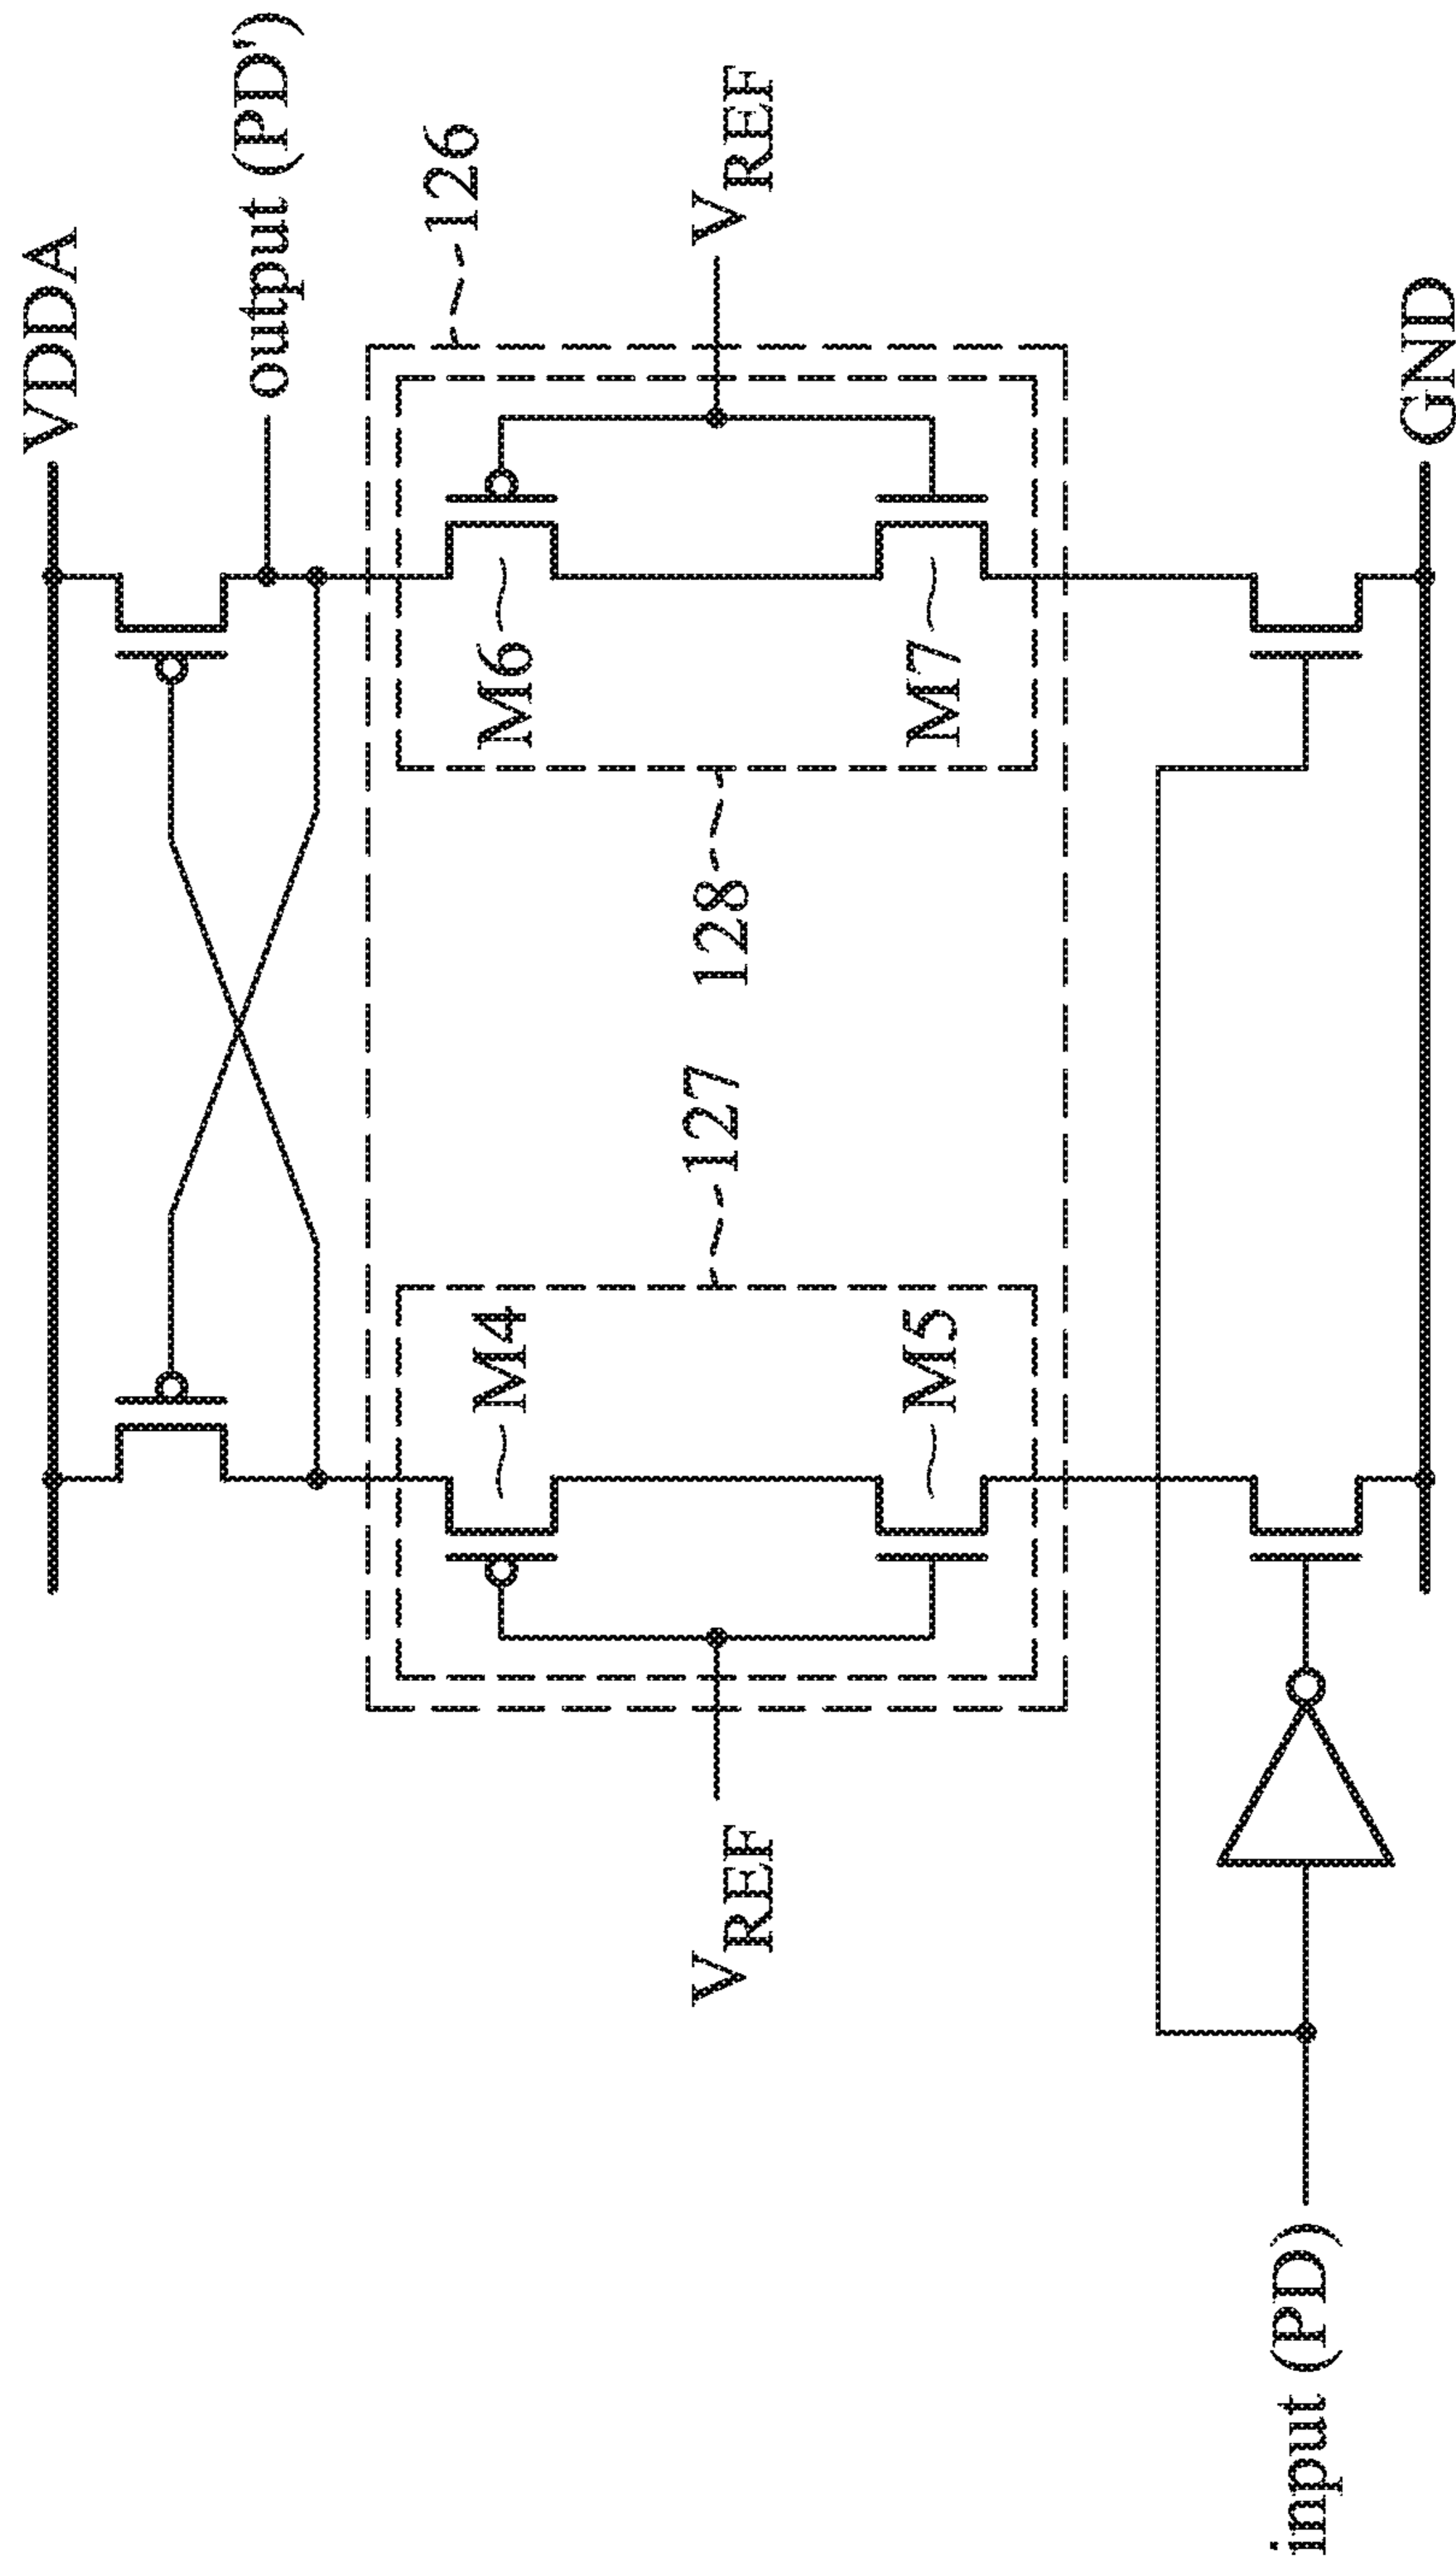 VDDA
output (PD')
126
M4
M6
VREF
127
128
VREF
M5
M7
input (PD)
GND